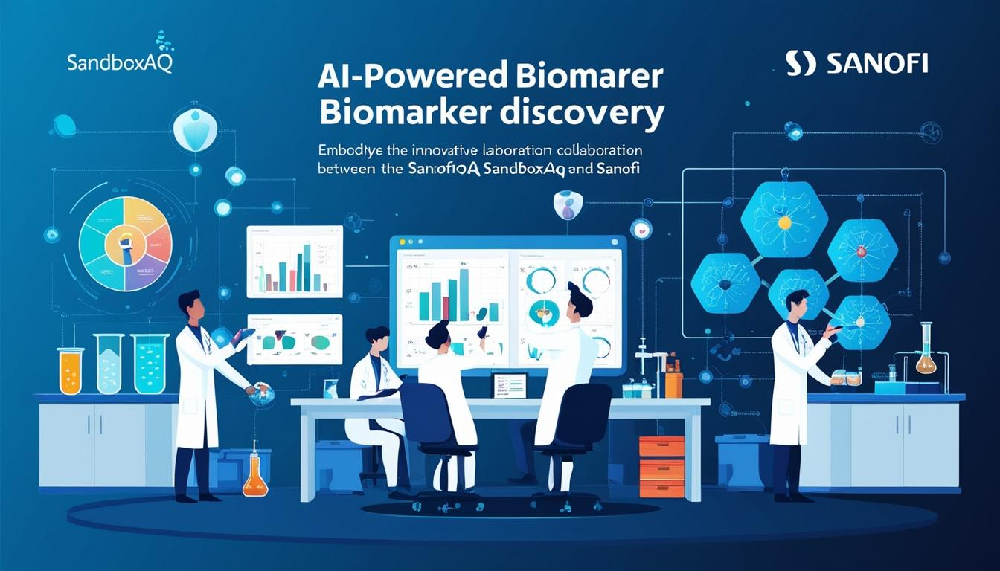 SandboxAQ
SANOFI
AI-Powered Biomarer
Biomarker discovery
Embodlye the innovative laboration collaboration
between the SanofioA SandboxAq and Sanofi